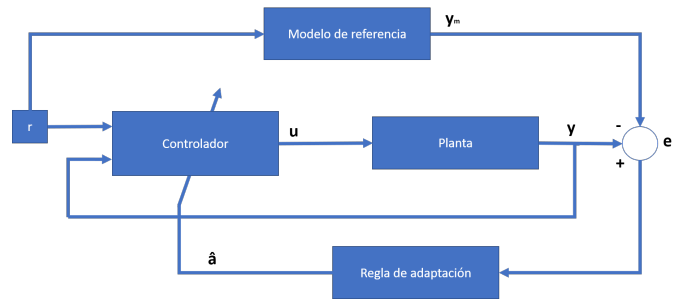 Modelo de referencia
yₘ
r
Controlador
u
Planta
y
-
+
e
â
Regla de adaptación